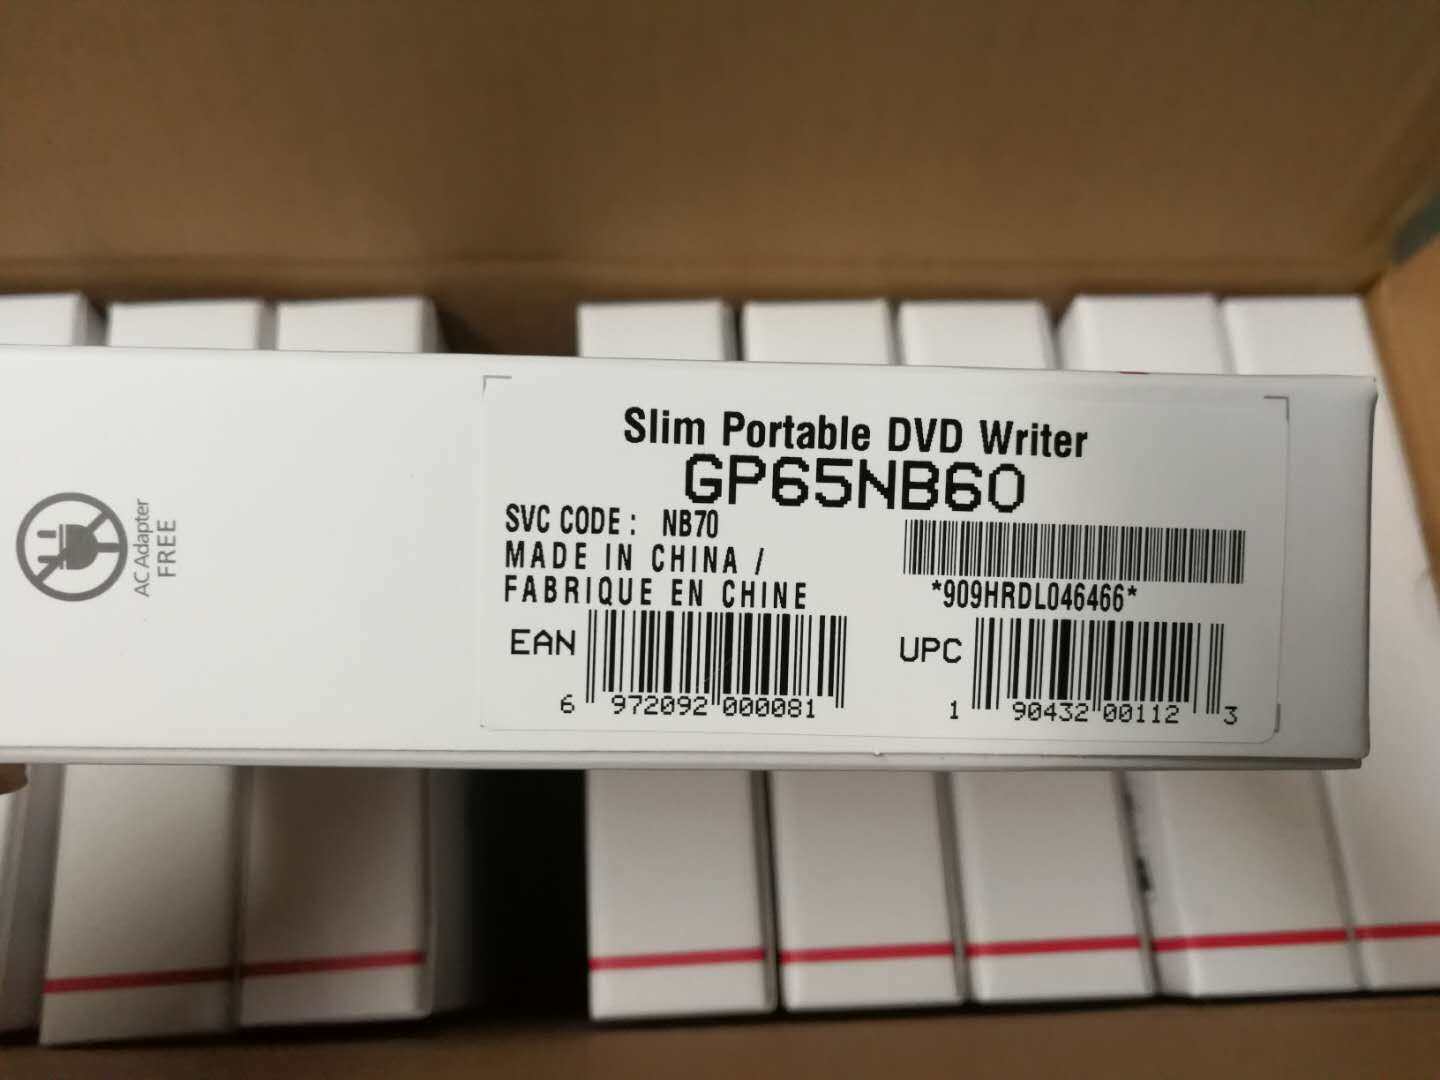 AC Adapter
FREE
Slim Portable DVD Writer
GP65NB60
SVC CODE : NB70
MADE IN CHINA /
FABRIQUE EN CHINE
*909HRDL046466*
EAN
6 972092 000081
UPC
1 90432 00112 3